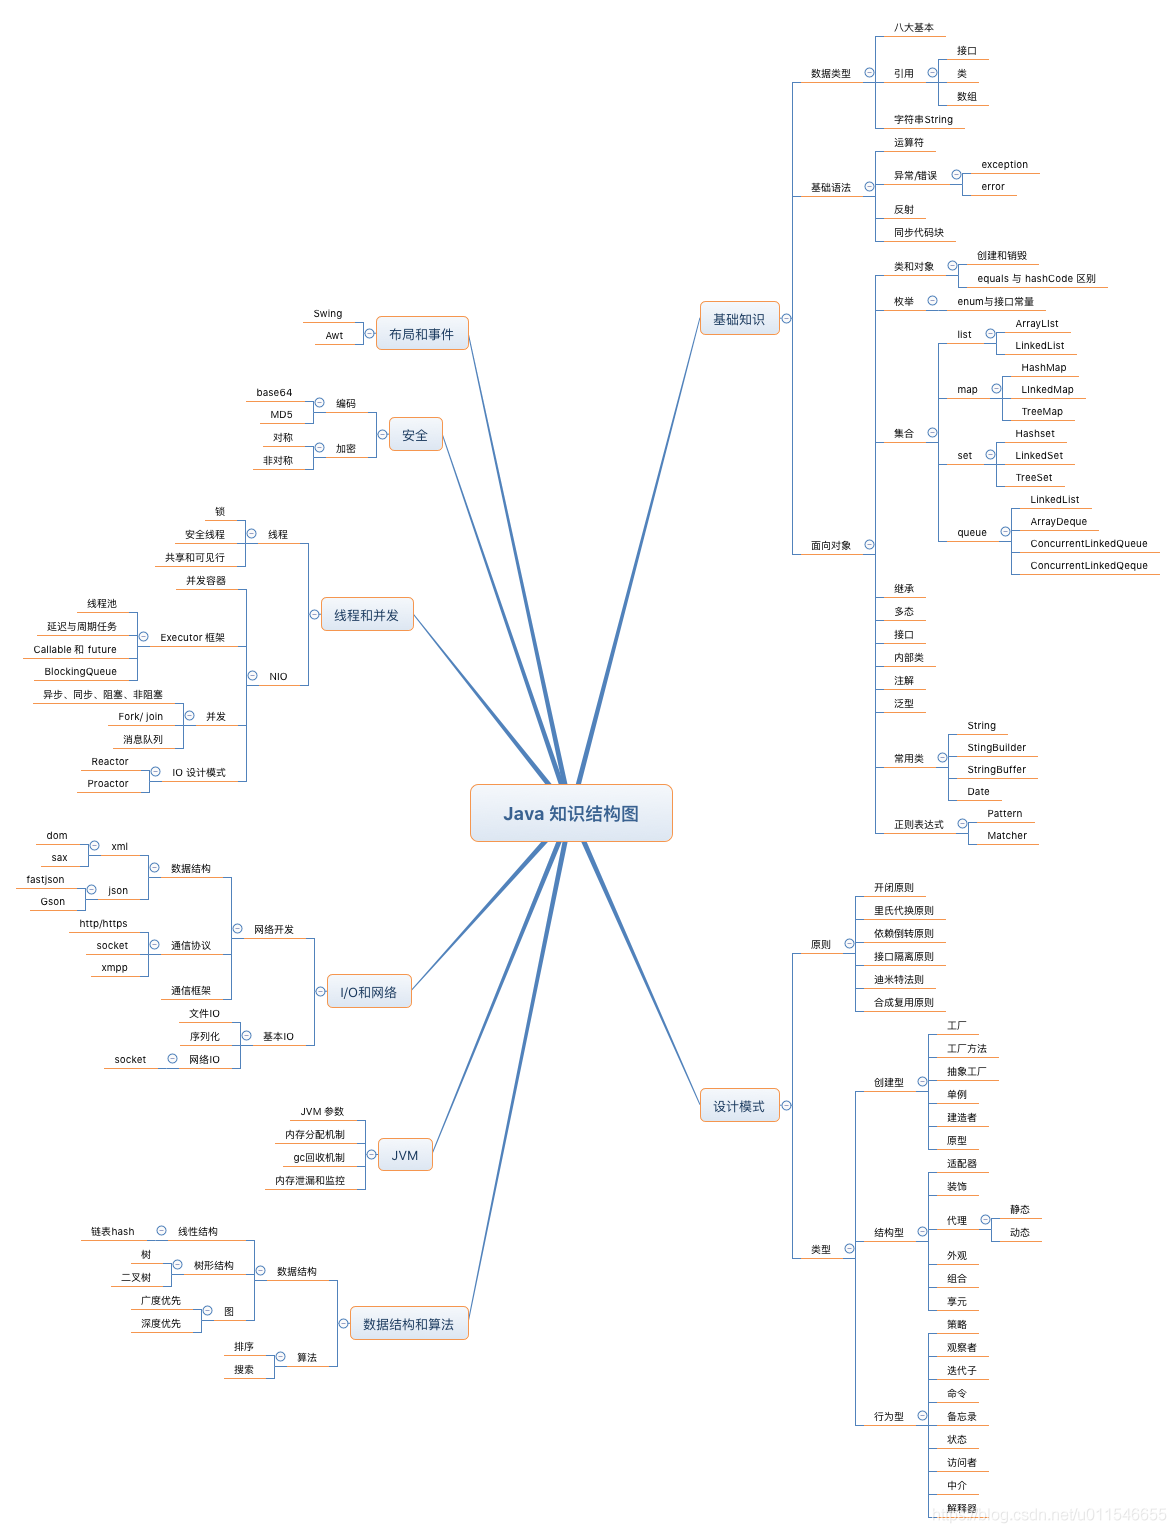 Java 知识结构图
基础知识
数据类型
八大基本
引用
接口
类
数组
字符串String
基础语法
运算符
异常/错误
exception
error
反射
同步代码块
面向对象
类和对象
创建和销毁
equals 与 hashCode 区别
枚举
enum与接口常量
集合
list
ArrayLIst
LinkedList
map
HashMap
LInkedMap
TreeMap
set
Hashset
LinkedSet
TreeSet
queue
LinkedList
ArrayDeque
ConcurrentLinkedQueue
ConcurrentLinkedQeque
继承
多态
接口
内部类
注解
泛型
常用类
String
StingBuilder
StringBuffer
Date
正则表达式
Pattern
Matcher
设计模式
原则
开闭原则
里氏代换原则
依赖倒转原则
接口隔离原则
迪米特法则
合成复用原则
类型
创建型
工厂
工厂方法
抽象工厂
单例
建造者
原型
结构型
适配器
装饰
代理
静态
动态
外观
组合
享元
行为型
策略
观察者
迭代子
命令
备忘录
状态
访问者
中介
解释器
布局和事件
Swing
Awt
安全
编码
base64
MD5
加密
对称
非对称
线程和并发
线程
锁
安全线程
共享和可见行
NIO
并发容器
Executor 框架
线程池
延迟与周期任务
Callable 和 future
BlockingQueue
并发
异步、同步、阻塞、非阻塞
Fork/ join
消息队列
IO 设计模式
Reactor
Proactor
I/O和网络
网络开发
数据结构
xml
dom
sax
json
fastjson
Gson
通信协议
http/https
socket
xmpp
通信框架
基本IO
文件IO
序列化
网络IO
socket
JVM
JVM 参数
内存分配机制
gc回收机制
内存泄漏和监控
数据结构和算法
数据结构
线性结构
链表hash
树形结构
树
二叉树
图
广度优先
深度优先
算法
排序
搜索
https://blog.csdn.net/u011546655